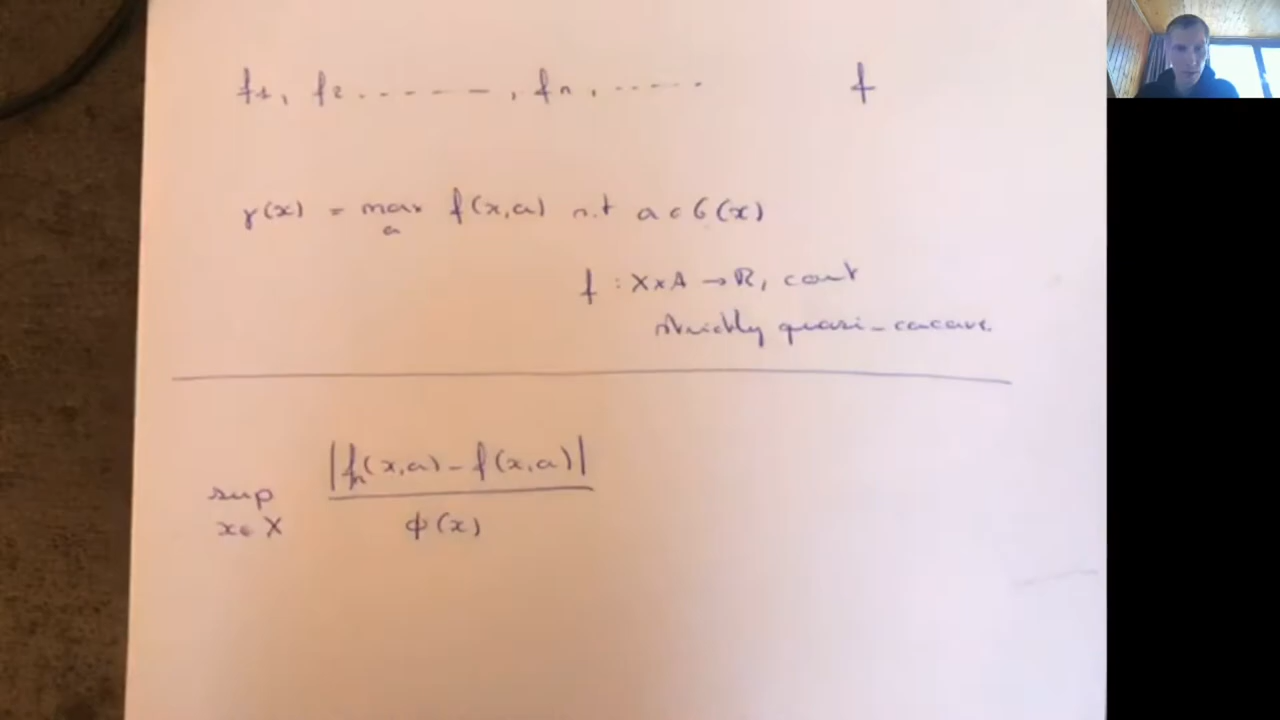 f₁, f₂ . - - - - - , fₙ , . . - - - . f
γ(x) = max f(x,a) s.t a ∈ G(x)
a
f : X×A → ℝ, cont
strictly quasi-concave.
|fₙ(x,a) - f(x,a)|
sup
x∈X ϕ(x)